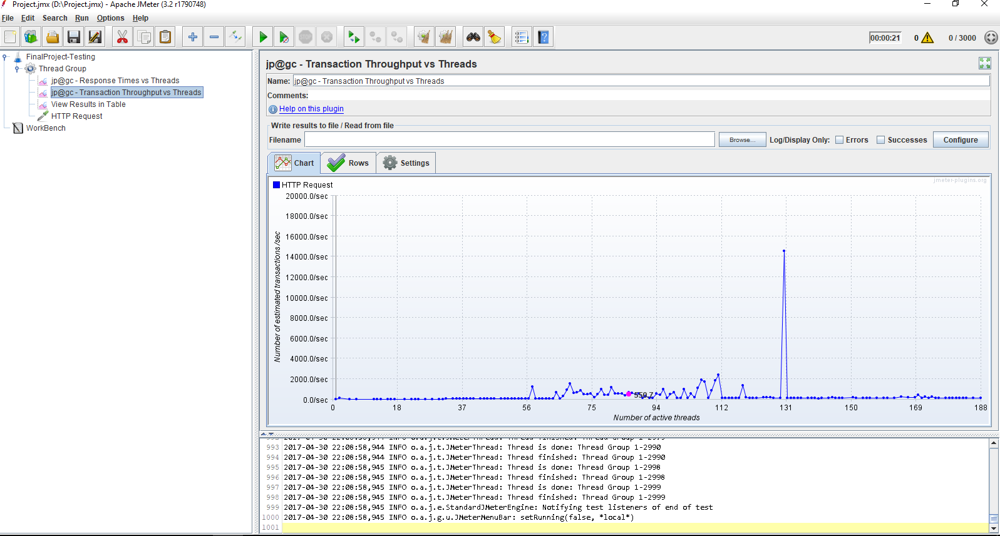 Project.jmx (D:\Project.jmx) - Apache JMeter (3.2 r1790748)
File Edit Search Run Options Help
STOP
00:00:21 0 0 / 3000
FinalProject-Testing
Thread Group
jp@gc - Response Times vs Threads
jp@gc - Transaction Throughput vs Threads
View Results in Table
HTTP Request
WorkBench
jp@gc - Transaction Throughput vs Threads
Name: jp@gc - Transaction Throughput vs Threads
Comments:
Help on this plugin
Write results to file / Read from file
Filename Browse... Log/Display Only: Errors Successes Configure
Chart Rows Settings
HTTP Request
jmeter-plugins.org
20000.0/sec
18000.0/sec
16000.0/sec
14000.0/sec
12000.0/sec
10000.0/sec
8000.0/sec
6000.0/sec
4000.0/sec
2000.0/sec
0.0/sec
Number of estimated transactions /sec
0 18 37 56 75 94 112 131 150 169 188
Number of active threads
993 2017-04-30 22:08:58,944 INFO o.a.j.t.JMeterThread: Thread is done: Thread Group 1-2990
994 2017-04-30 22:08:58,944 INFO o.a.j.t.JMeterThread: Thread finished: Thread Group 1-2990
995 2017-04-30 22:08:58,945 INFO o.a.j.t.JMeterThread: Thread is done: Thread Group 1-2998
996 2017-04-30 22:08:58,945 INFO o.a.j.t.JMeterThread: Thread finished: Thread Group 1-2998
997 2017-04-30 22:08:58,945 INFO o.a.j.t.JMeterThread: Thread is done: Thread Group 1-2999
998 2017-04-30 22:08:58,945 INFO o.a.j.t.JMeterThread: Thread finished: Thread Group 1-2999
999 2017-04-30 22:08:58,945 INFO o.a.j.e.StandardJMeterEngine: Notifying test listeners of end of test
1000 2017-04-30 22:08:58,945 INFO o.a.j.g.u.JMeterMenuBar: setRunning(false, *local*)
1001